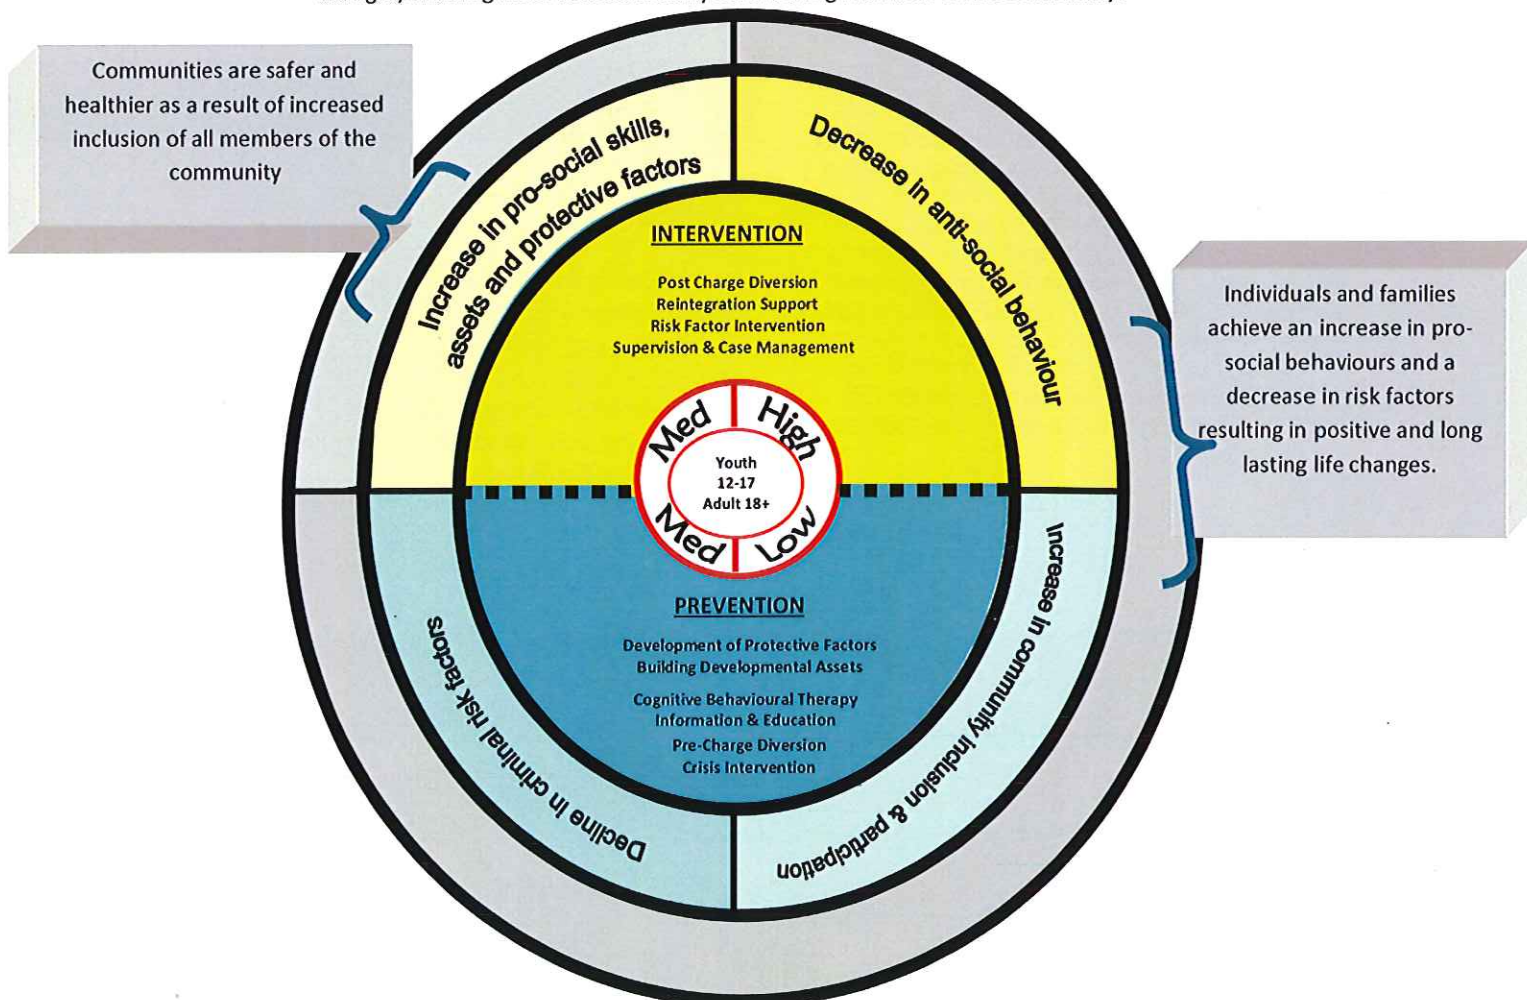 Communities are safer and
healthier as a result of increased
inclusion of all members of the
community
Increase in pro-social skills,
assets and protective factors
Decrease in anti-social behaviour
INTERVENTION
Post Charge Diversion
Reintegration Support
Risk Factor Intervention
Supervision & Case Management
Individuals and families
achieve an increase in pro-
social behaviours and a
decrease in risk factors
resulting in positive and long
lasting life changes.
Med
High
Youth
12-17
Adult 18+
Med
Low
PREVENTION
Development of Protective Factors
Building Developmental Assets
Cognitive Behavioural Therapy
Information & Education
Pre-Charge Diversion
Crisis Intervention
Decline in criminal risk factors
Increase in community inclusion & participation